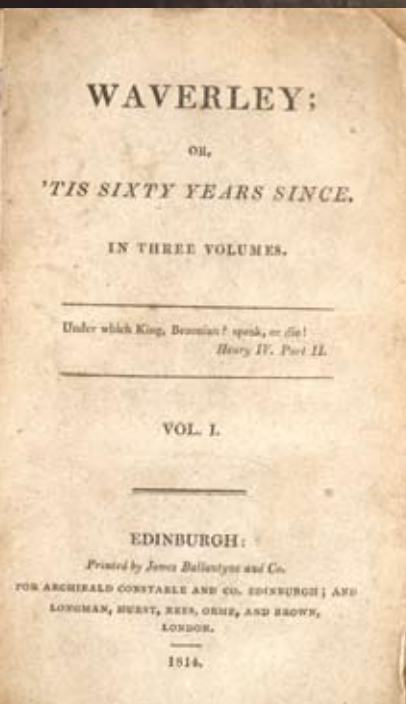 WAVERLEY;
OR,
'TIS SIXTY YEARS SINCE.
IN THREE VOLUMES.
Under which King, Bezonian? speak, or die!
Henry IV. Part II.
VOL. I.
EDINBURGH:
Printed by James Ballantyne and Co.
FOR ARCHIBALD CONSTABLE AND CO. EDINBURGH; AND
LONGMAN, HURST, REES, ORME, AND BROWN,
LONDON.
1814.